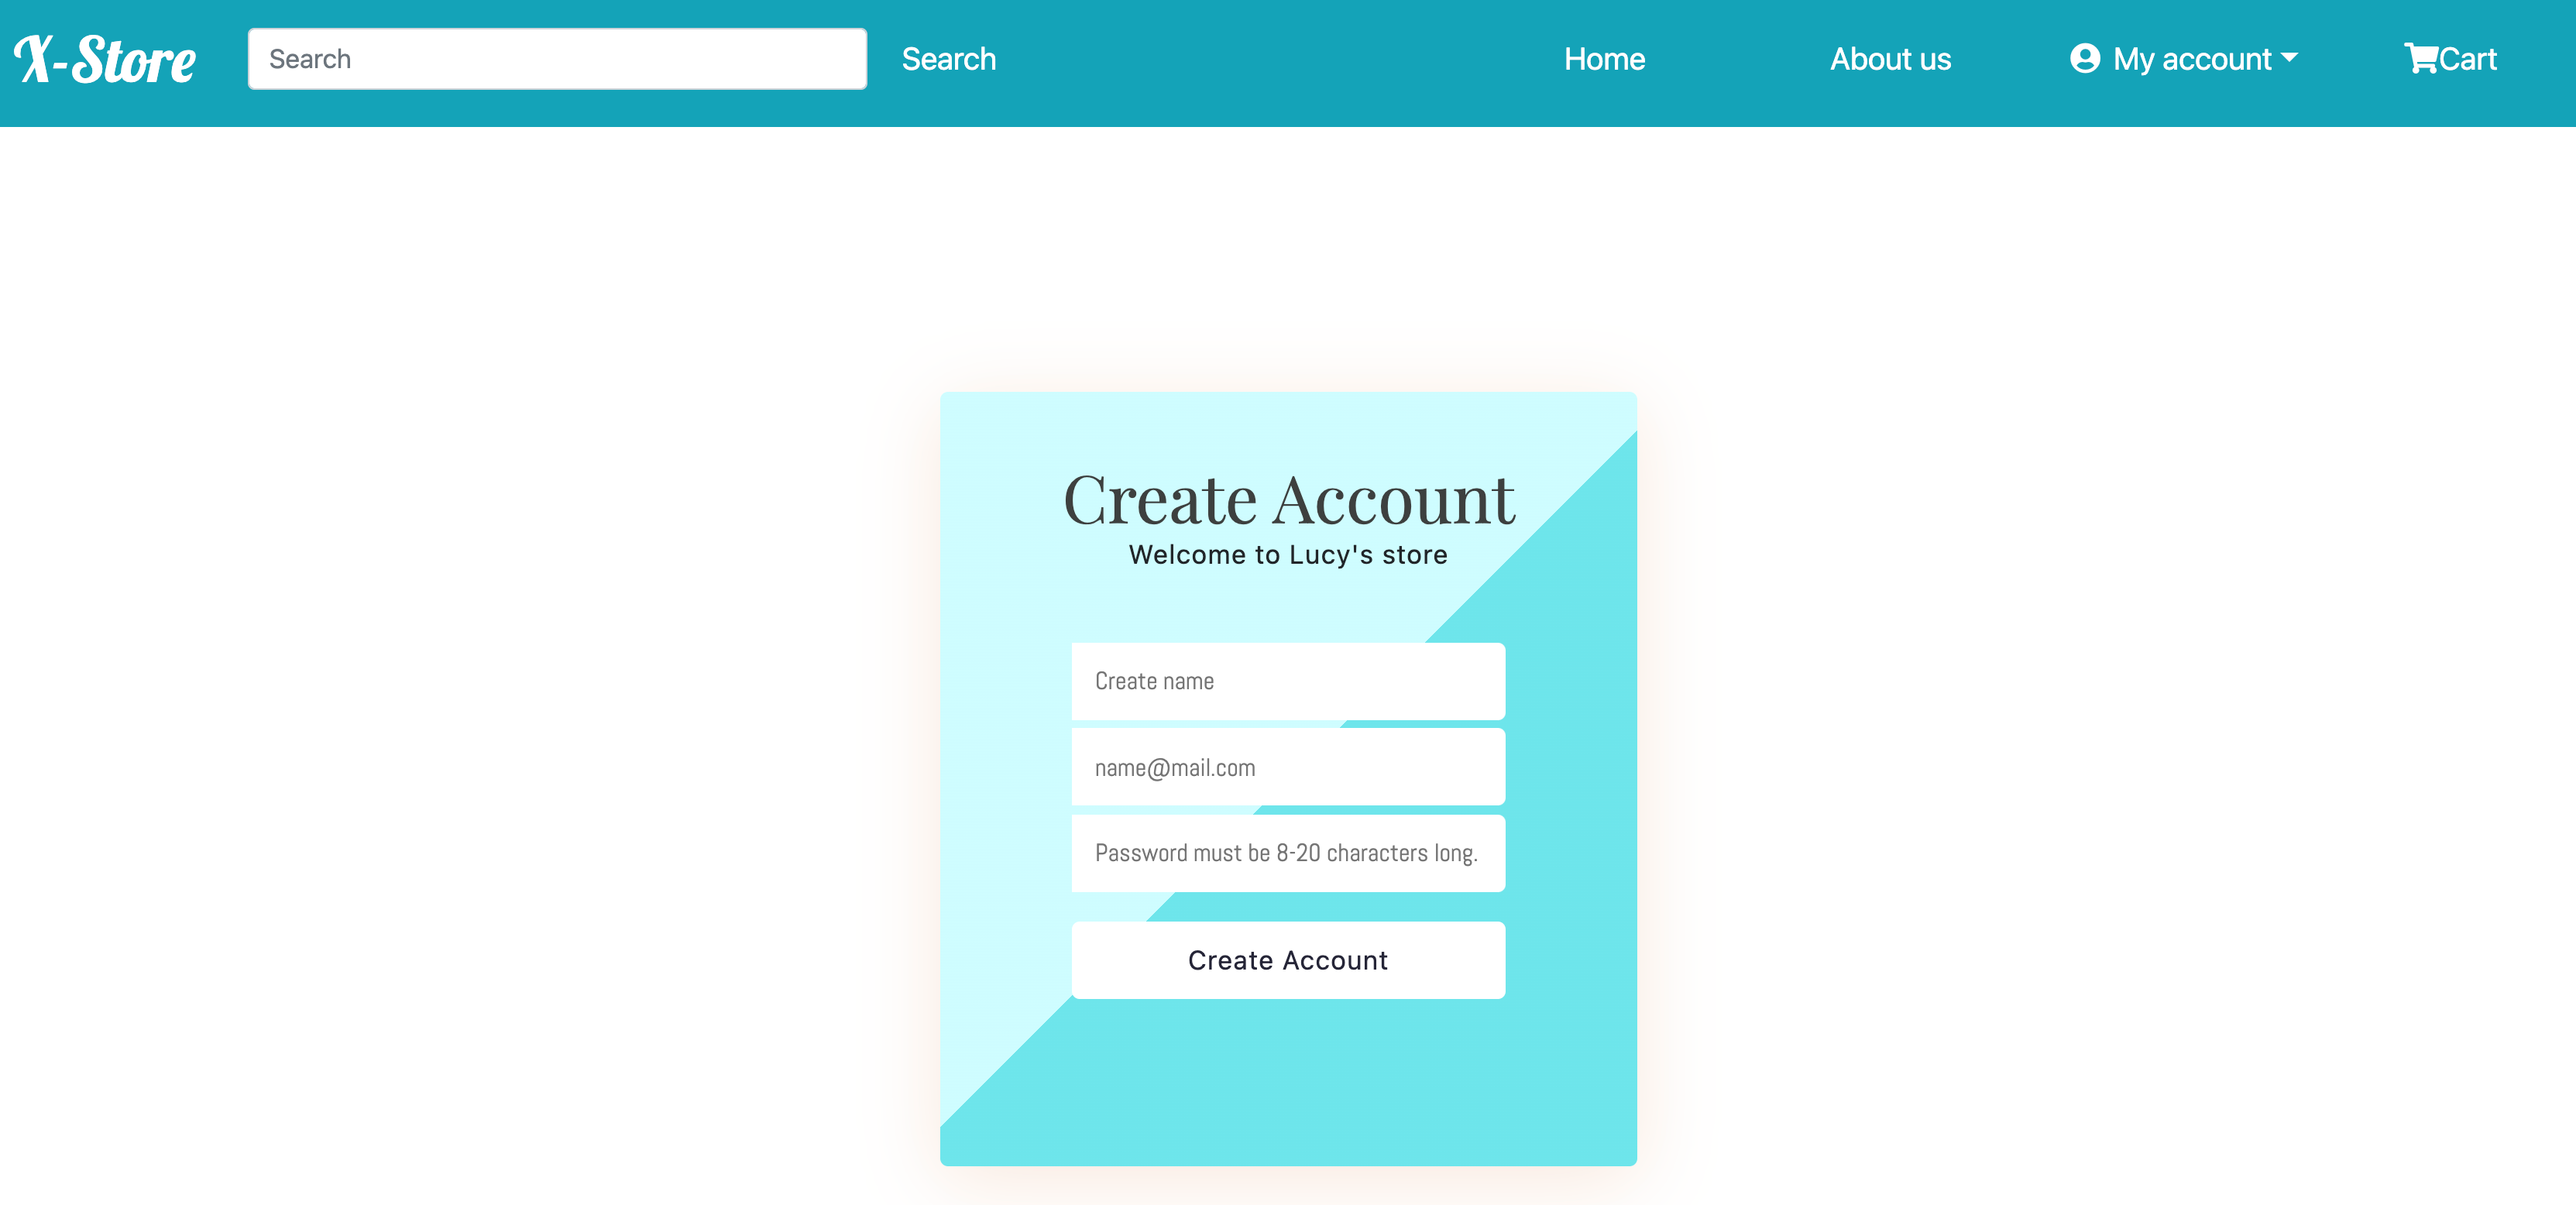 X-Store Search Search Home About us My account Cart
Create Account
Welcome to Lucy's store
Create name
name@mail.com
Password must be 8-20 characters long.
Create Account